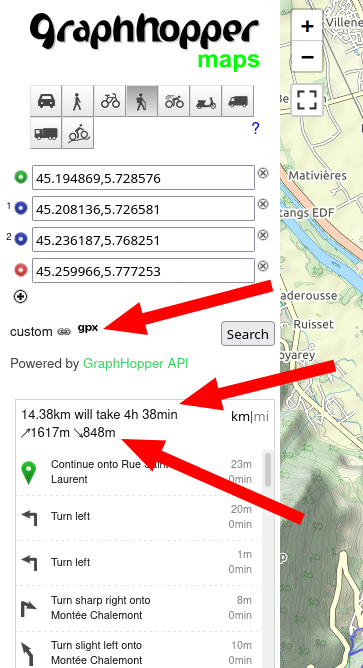 graphhopper
maps
?
45.194869,5.728576
1 45.208136,5.726581
2 45.236187,5.768251
45.259966,5.777253
custom gpx Search
Powered by GraphHopper API
14.38km will take 4h 38min km|mi
↗1617m ↘848m
Continue onto Rue Saint 23m
Laurent 0min
Turn left 20m
0min
Turn left 1m
0min
Turn sharp right onto 8m
Montée Chalemont 0min
Turn slight left onto 10m
Montée Chalemont 0min
+
−
Villene
Be
Mativières
tangs EDF
aderousse
Ruisset
oyarey